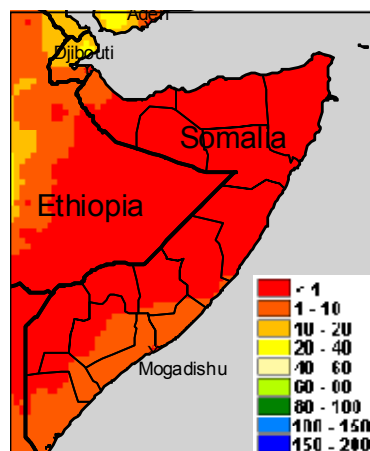 Aden
Djibouti
Somalia
Ethiopia
Mogadishu
< 1
1 - 10
10 - 20
20 - 40
40 - 60
60 - 80
80 - 100
100 - 150
150 - 200